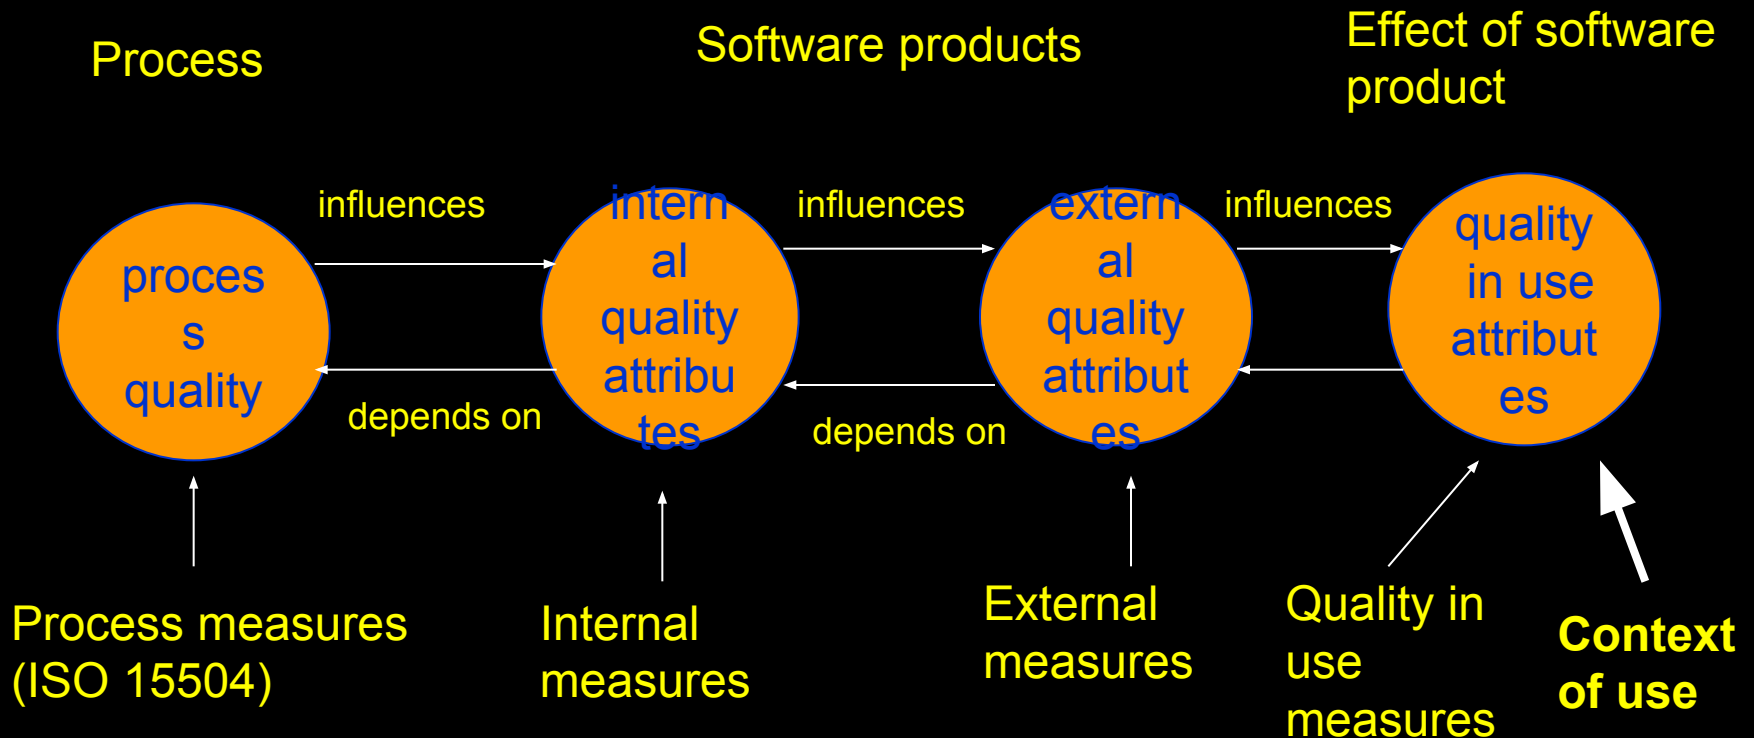 Process
Software products
Effect of software
product
influences
influences
influences
proces
s
quality
intern
al
quality
attribu
tes
extern
al
quality
attribut
es
quality
in use
attribut
es
depends on
depends on
Process measures
(ISO 15504)
Internal
measures
External
measures
Quality in
use
measures
Context
of use